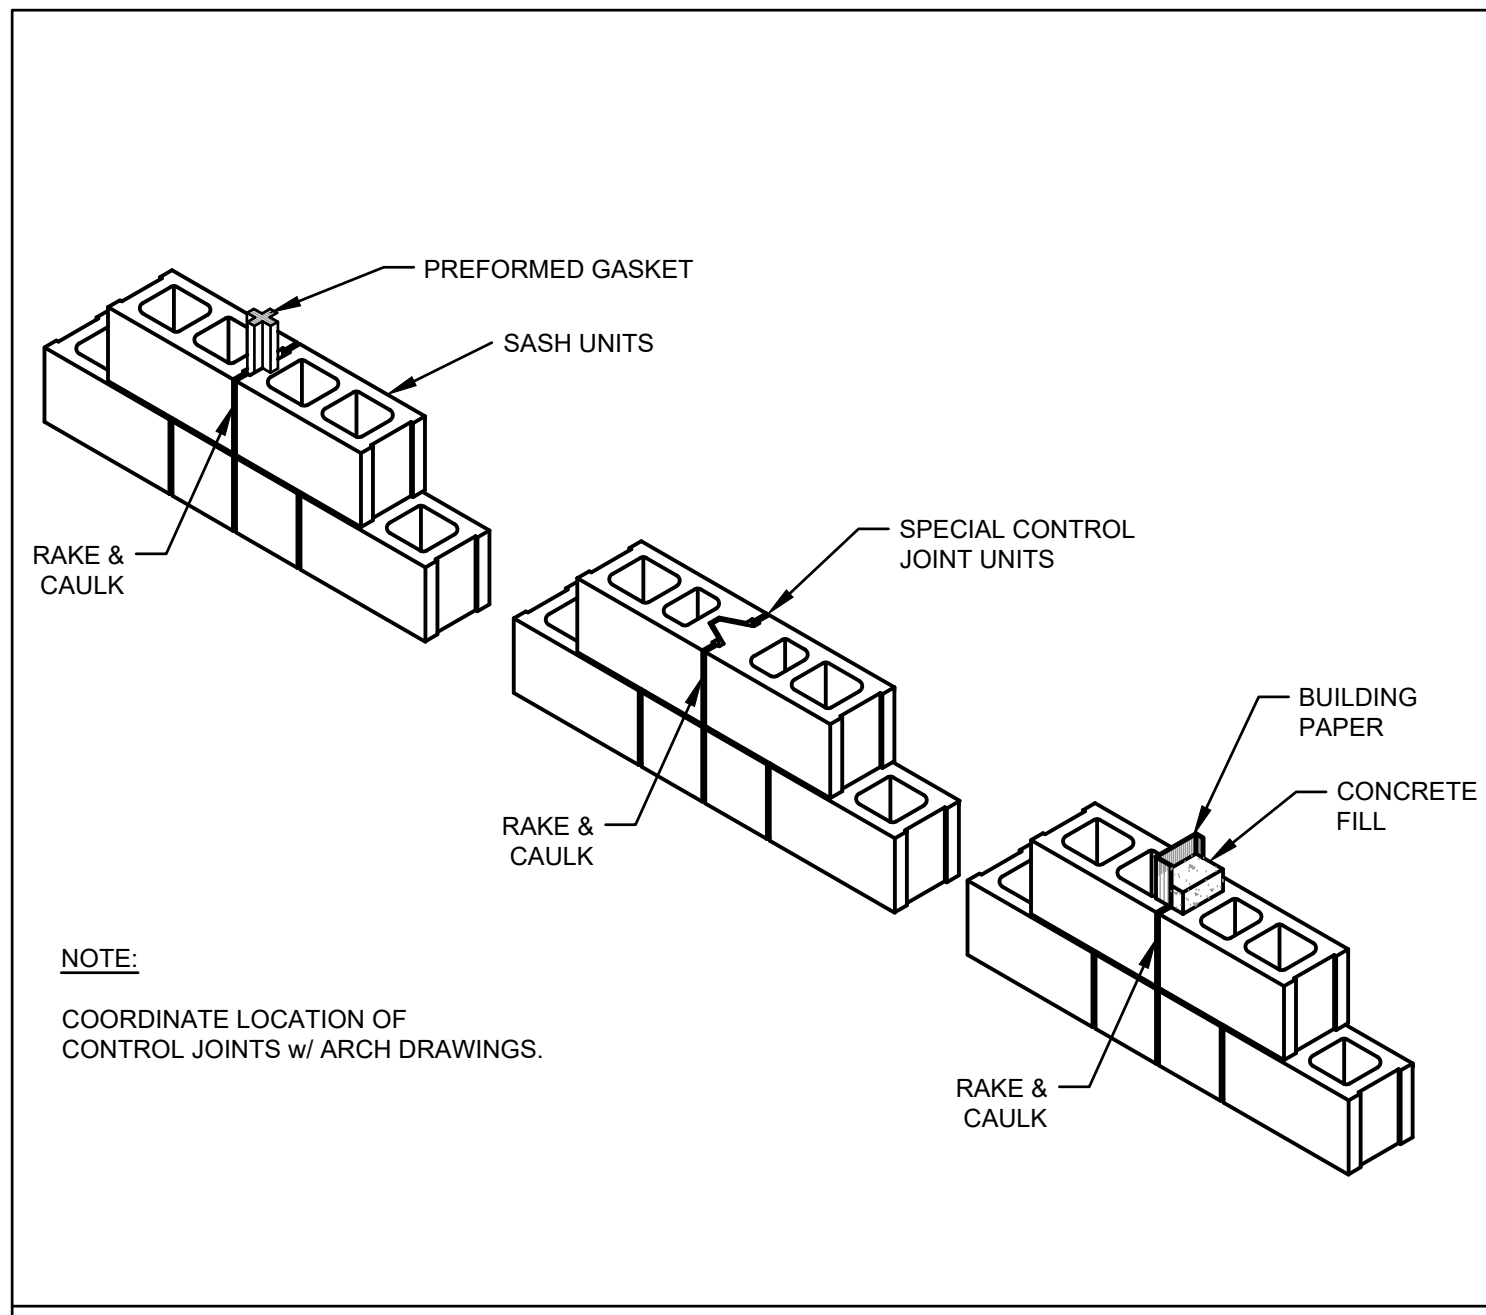 PREFORMED GASKET
SASH UNITS
RAKE &
CAULK
SPECIAL CONTROL
JOINT UNITS
RAKE &
CAULK
BUILDING
PAPER
CONCRETE
FILL
RAKE &
CAULK
NOTE:
COORDINATE LOCATION OF
CONTROL JOINTS w/ ARCH DRAWINGS.